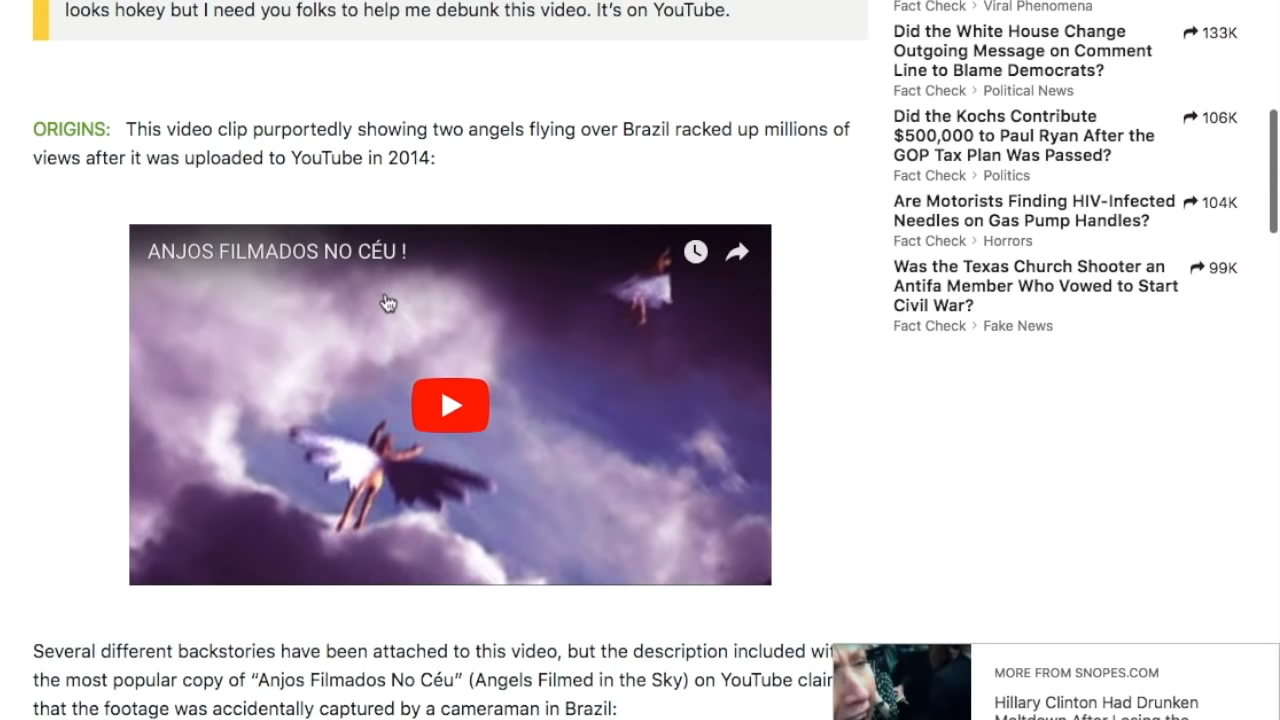 looks hokey but I need you folks to help me debunk this video. It's on YouTube.
ORIGINS: This video clip purportedly showing two angels flying over Brazil racked up millions of
views after it was uploaded to YouTube in 2014:
ANJOS FILMADOS NO CÉU !
Several different backstories have been attached to this video, but the description included
the most popular copy of “Anjos Filmados No Céu” (Angels Filmed in the Sky) on YouTube
that the footage was accidentally captured by a cameraman in Brazil:
Fact Check > Viral Phenomena
Did the White House Change
Outgoing Message on Comment
Line to Blame Democrats?
133K
Fact Check > Political News
Did the Kochs Contribute
$500,000 to Paul Ryan After the
GOP Tax Plan Was Passed?
106K
Fact Check > Politics
Are Motorists Finding HIV-Infected
Needles on Gas Pump Handles?
104K
Fact Check > Horrors
Was the Texas Church Shooter an
Antifa Member Who Vowed to Start
Civil War?
99K
Fact Check > Fake News
MORE FROM SNOPES.COM
Hillary Clinton Had Drunken
Meltdown After Losing the